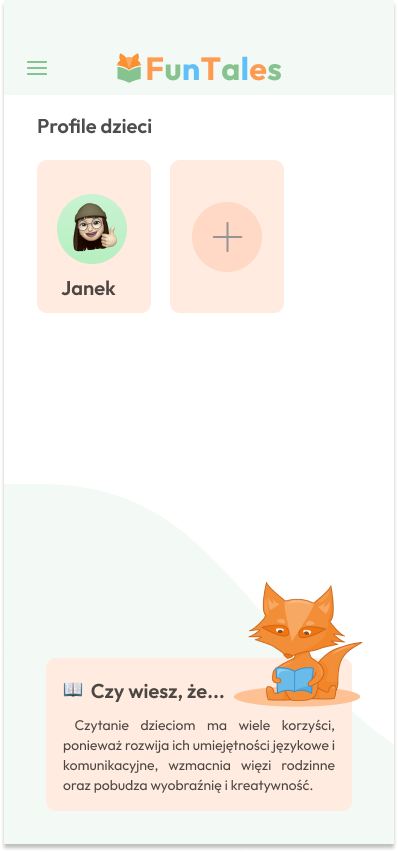 FunTales
Profile dzieci
Janek
Czy wiesz, że...
Czytanie dzieciom ma wiele korzyści,
ponieważ rozwija ich umiejętności językowe i
komunikacyjne, wzmacnia więzi rodzinne
oraz pobudza wyobraźnię i kreatywność.